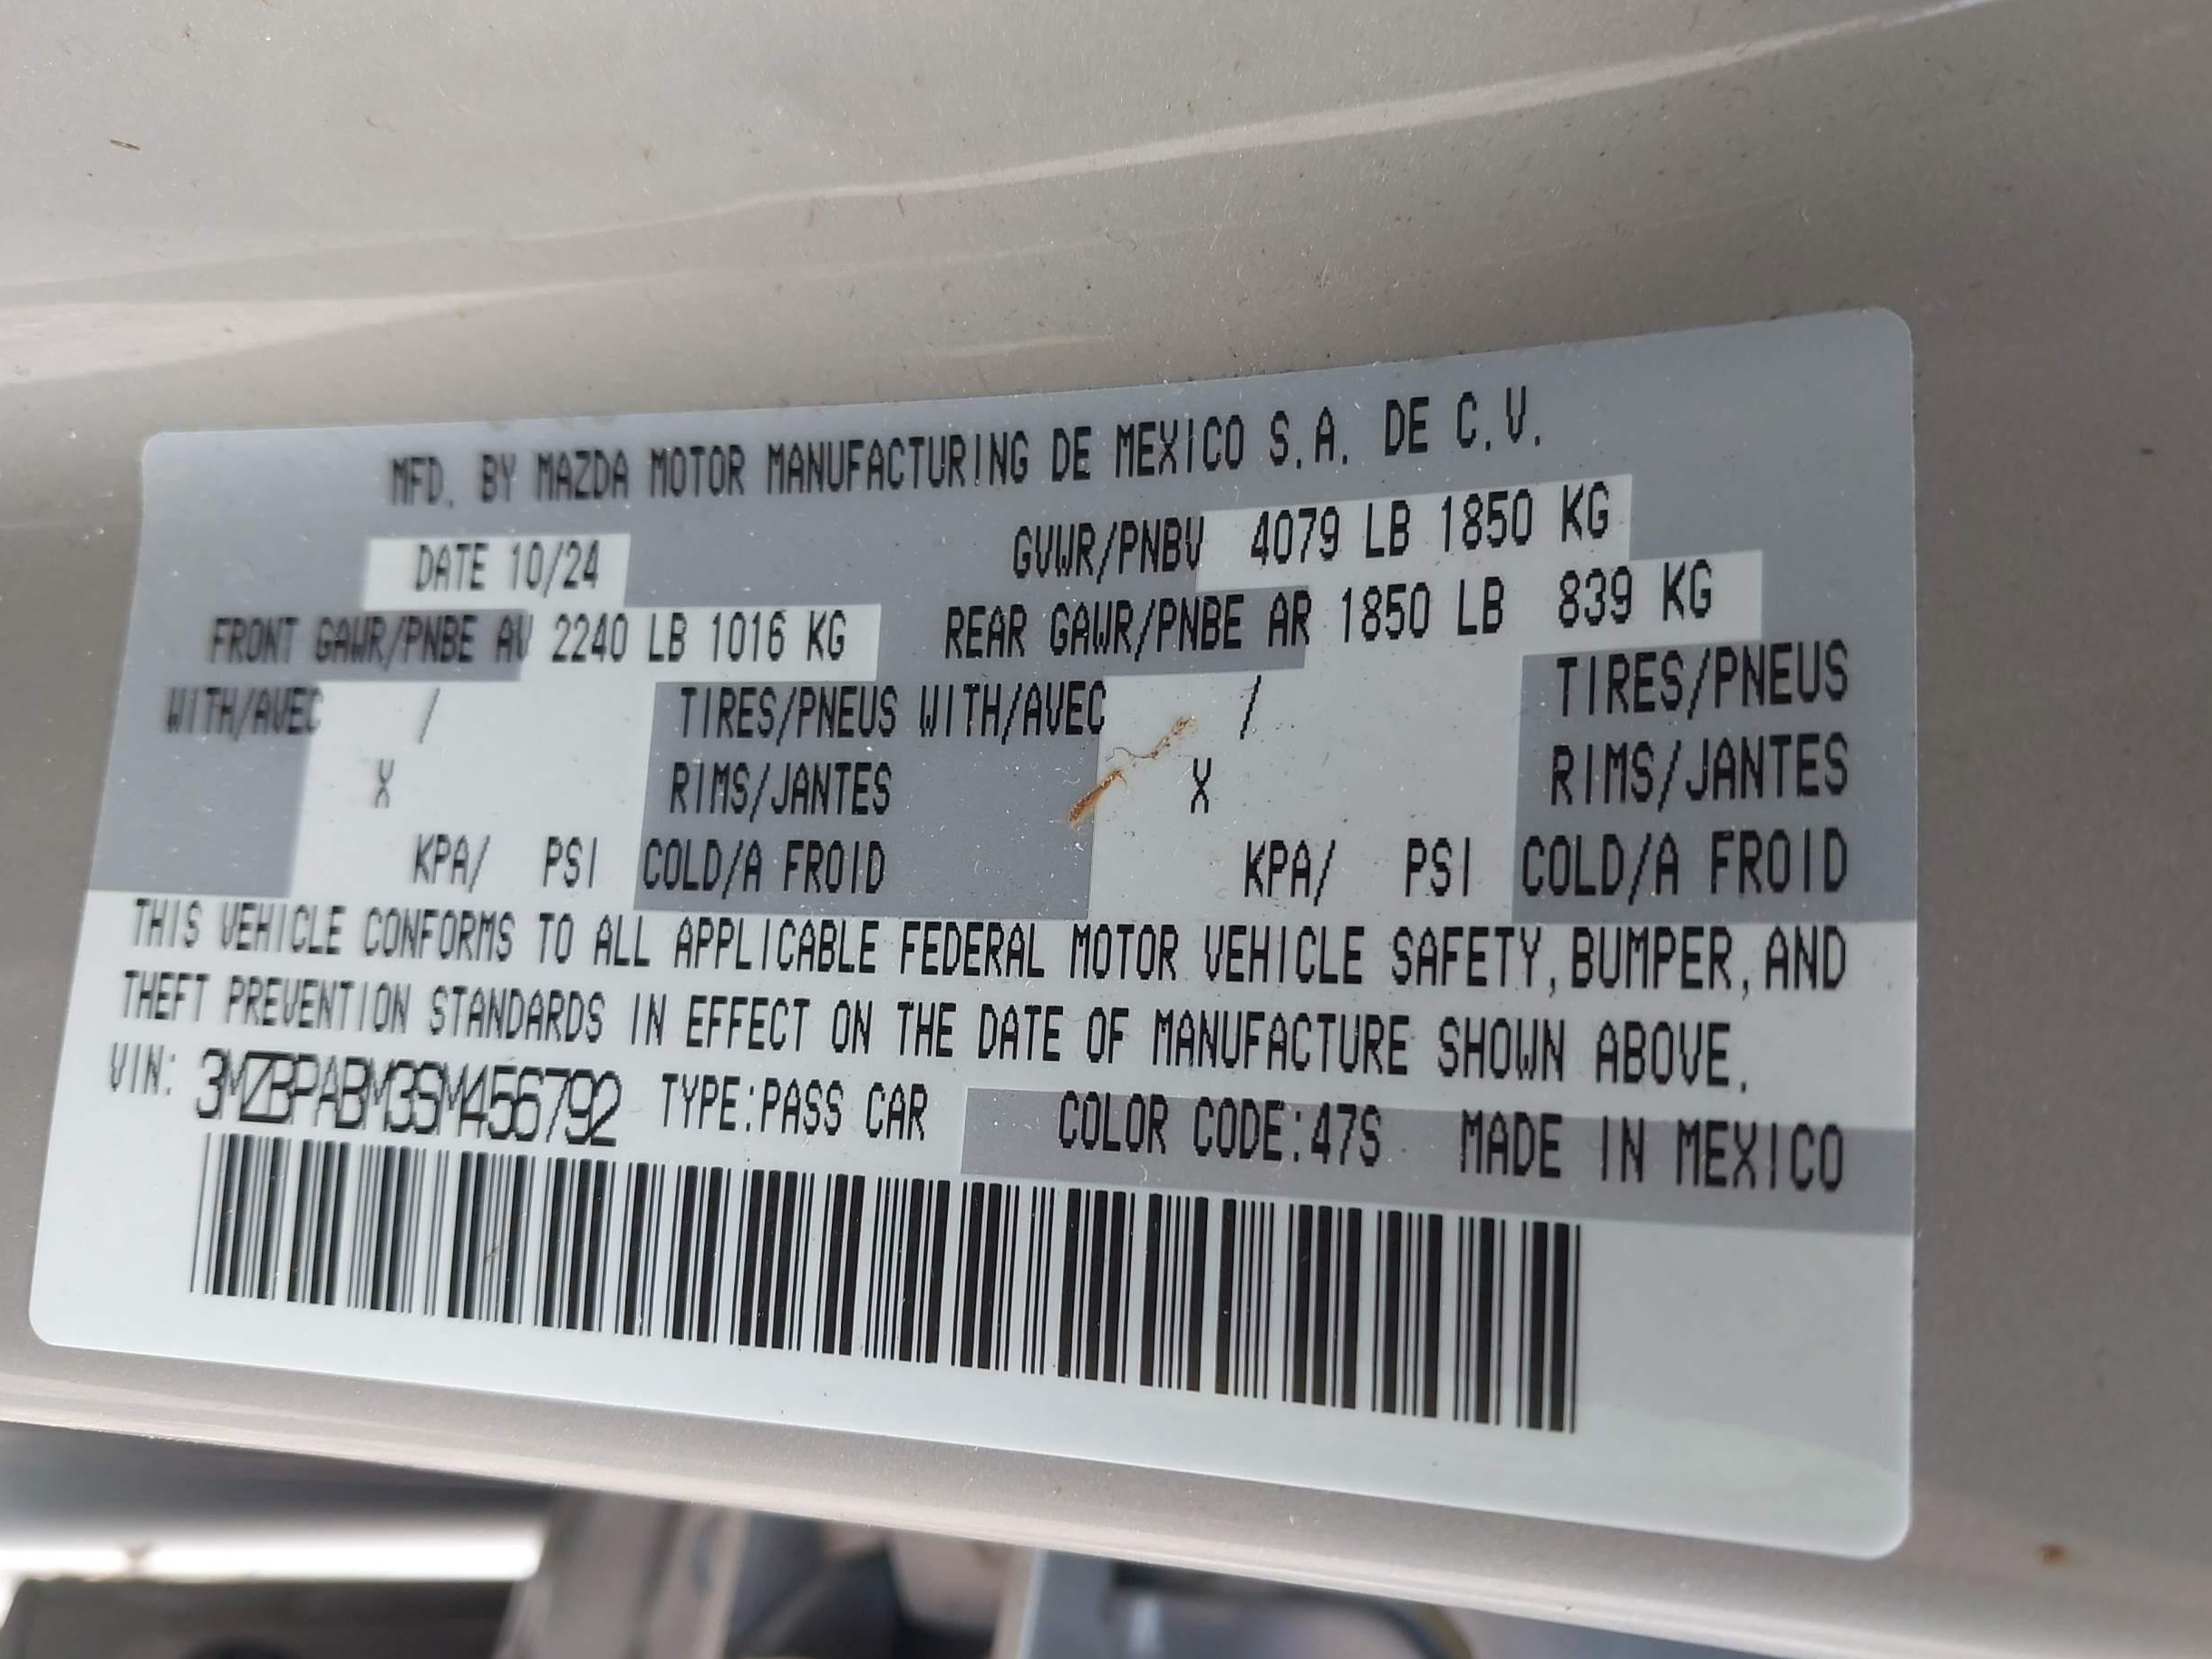 MFD. BY MAZDA MOTOR MANUFACTURING DE MEXICO S.A. DE C.V.
DATE 10/24 GVWR/PNBV 4079 LB 1850 KG
FRONT GAWR/PNBE AV 2240 LB 1016 KG REAR GAWR/PNBE AR 1850 LB 839 KG
WITH/AVEC / TIRES/PNEUS WITH/AVEC / TIRES/PNEUS
X RIMS/JANTES X RIMS/JANTES
KPA/ PSI COLD/A FROID KPA/ PSI COLD/A FROID
THIS VEHICLE CONFORMS TO ALL APPLICABLE FEDERAL MOTOR VEHICLE SAFETY, BUMPER, AND
THEFT PREVENTION STANDARDS IN EFFECT ON THE DATE OF MANUFACTURE SHOWN ABOVE.
VIN: 3MZBPABM3SM456792 TYPE:PASS CAR COLOR CODE:47S MADE IN MEXICO